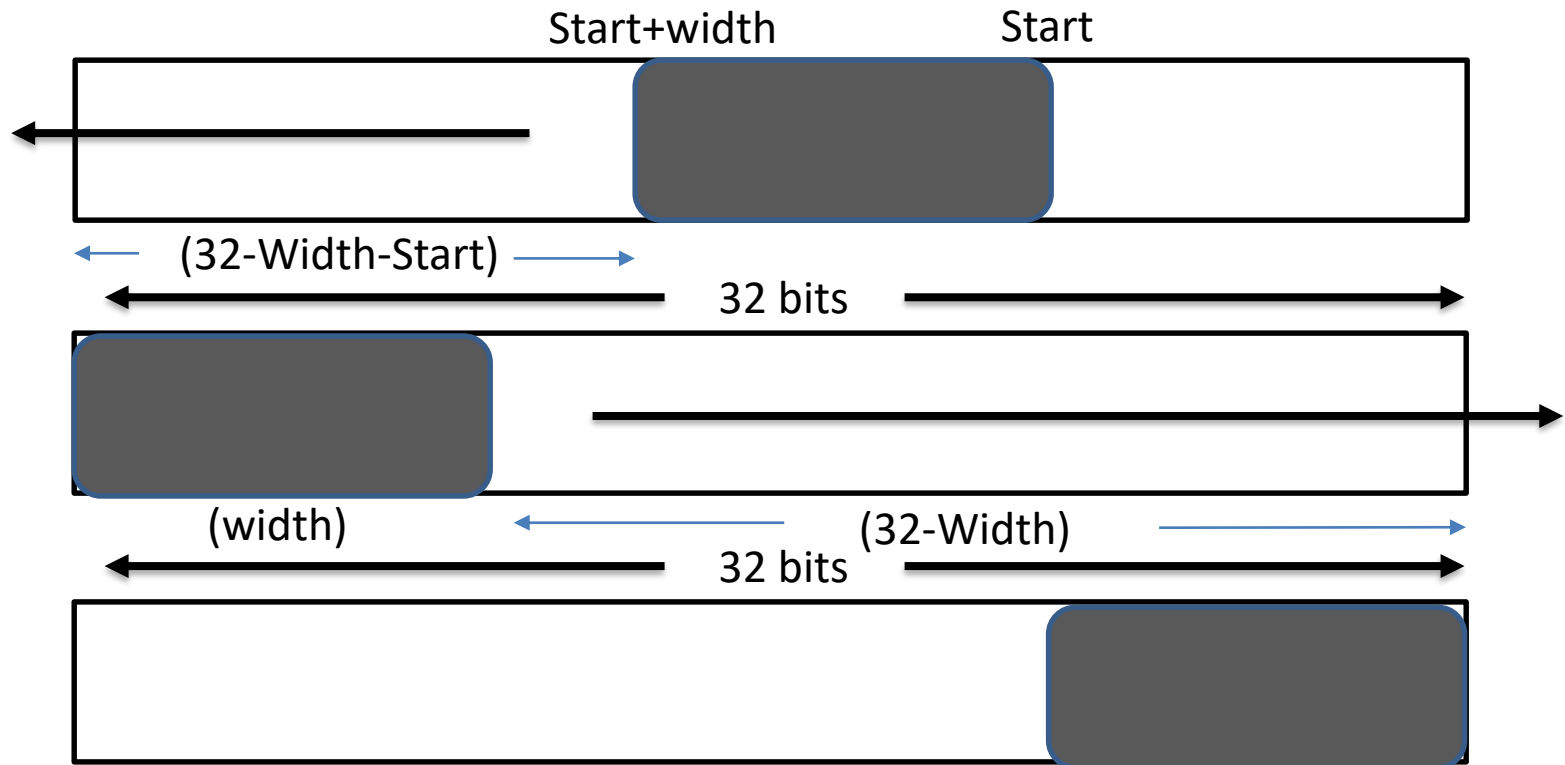 Start+width Start
(32-Width-Start)
32 bits
(width) (32-Width)
32 bits